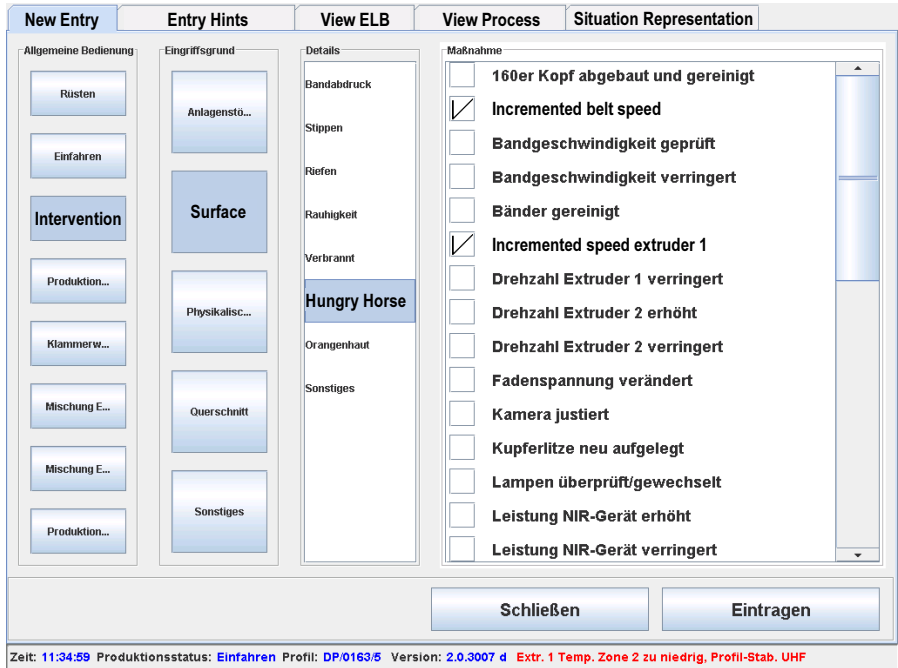 New Entry
Entry Hints
View ELB
View Process
Situation Representation
Allgemeine Bedienung
Rüsten
Einfahren
Intervention
Produktion...
Klammerw...
Mischung E...
Mischung E...
Produktion...
Eingriffsgrund
Anlagenstö...
Surface
Physikalisc...
Querschnitt
Sonstiges
Details
Bandabdruck
Stippen
Riefen
Rauhigkeit
Verbrannt
Hungry Horse
Orangenhaut
Sonstiges
Maßnahme
160er Kopf abgebaut und gereinigt
Incremented belt speed
Bandgeschwindigkeit geprüft
Bandgeschwindigkeit verringert
Bänder gereinigt
Incremented speed extruder 1
Drehzahl Extruder 1 verringert
Drehzahl Extruder 2 erhöht
Drehzahl Extruder 2 verringert
Fadenspannung verändert
Kamera justiert
Kupferlitze neu aufgelegt
Lampen überprüft/gewechselt
Leistung NIR-Gerät erhöht
Leistung NIR-Gerät verringert
Schließen
Eintragen
Zeit: 11:34:59 Produktionsstatus: Einfahren Profil: DP/0163/5 Version: 2.0.3007 d Extr. 1 Temp. Zone 2 zu niedrig, Profil-Stab. UHF